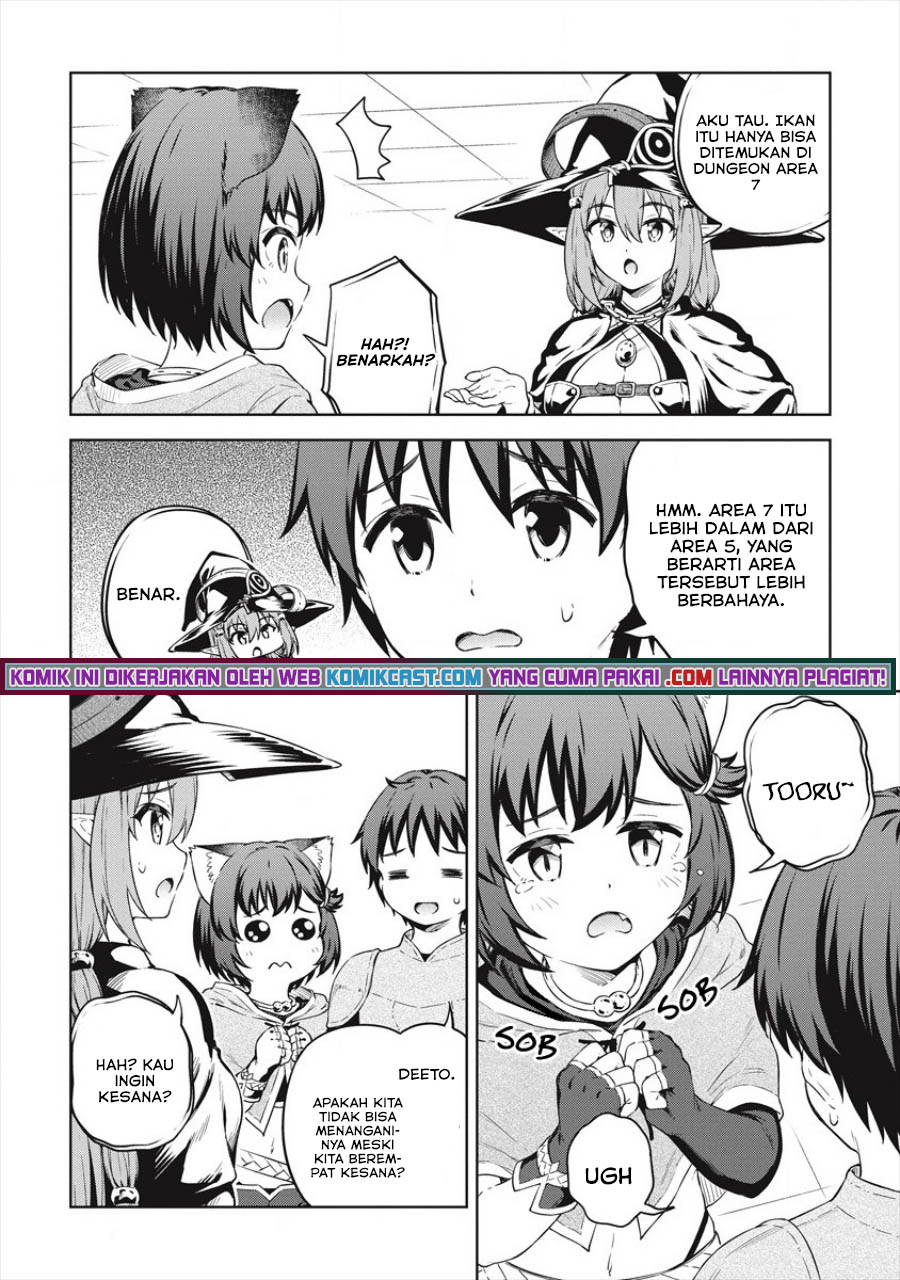 AKU TAU. IKAN
ITU HANYA BISA
DITEMUKAN DI
DUNGEON AREA
7
HAH?!
BENARKAH?
HMM. AREA 7 ITU
LEBIH DALAM DARI
AREA 5, YANG
BERARTI AREA
TERSEBUT LEBIH
BERBAHAYA.
BENAR.
KOMIK INI DIKERJAKAN OLEH WEB KOMIKCAST.COM YANG CUMA PAKAI .COM LAINNYA PLAGIAT!
TOORU~
SOB
SOB
UGH
DEETO.
APAKAH KITA
TIDAK BISA
MENANGANI-
NYA MESKI
KITA BEREM-
PAT KESANA?
HAH? KAU
INGIN
KESANA?